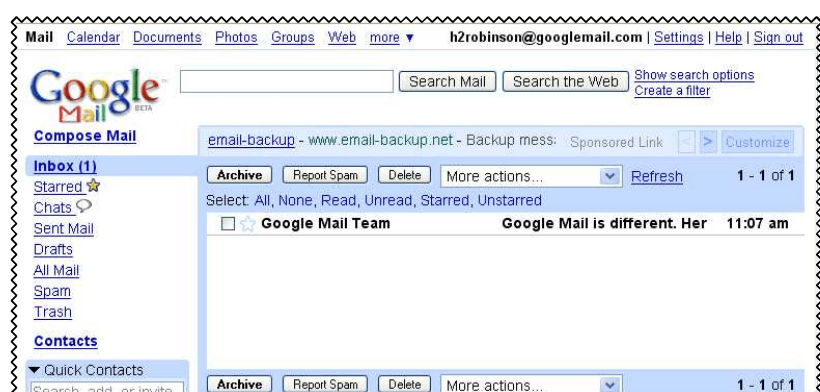 Mail Calendar Documents Photos Groups Web more ▼ h2robinson@googlemail.com | Settings | Help | Sign out
Google Mail BETA
Search Mail Search the Web Show search options
Create a filter
Compose Mail
email-backup - www.email-backup.net - Backup mess: Sponsored Link < > Customize
Inbox (1)
Starred
Chats
Sent Mail
Drafts
All Mail
Spam
Trash
Contacts
▼ Quick Contacts
Search, add, or invite
Archive Report Spam Delete More actions... Refresh 1 - 1 of 1
Select: All, None, Read, Unread, Starred, Unstarred
Google Mail Team Google Mail is different. Her 11:07 am
Archive Report Spam Delete More actions... 1 - 1 of 1